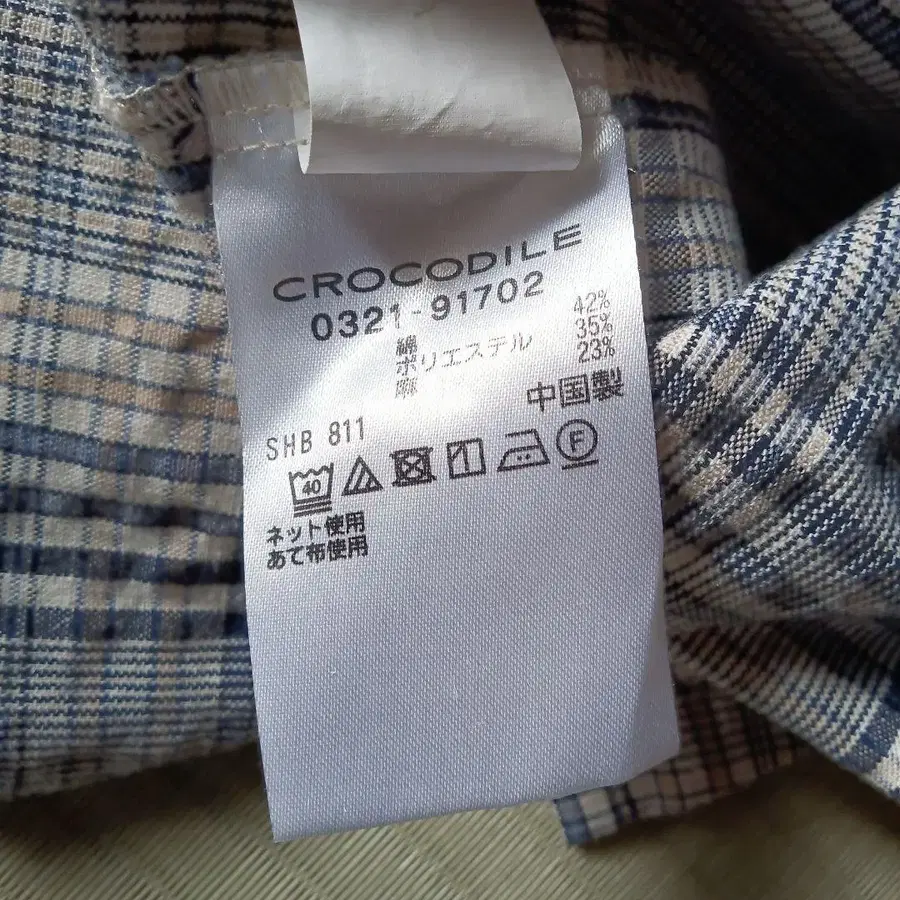 CROCODILE
0321-91702
綿 42%
ポリエステル 35%
麻 23%
中国製
SHB 811
40 1 F
ネット使用
あて布使用